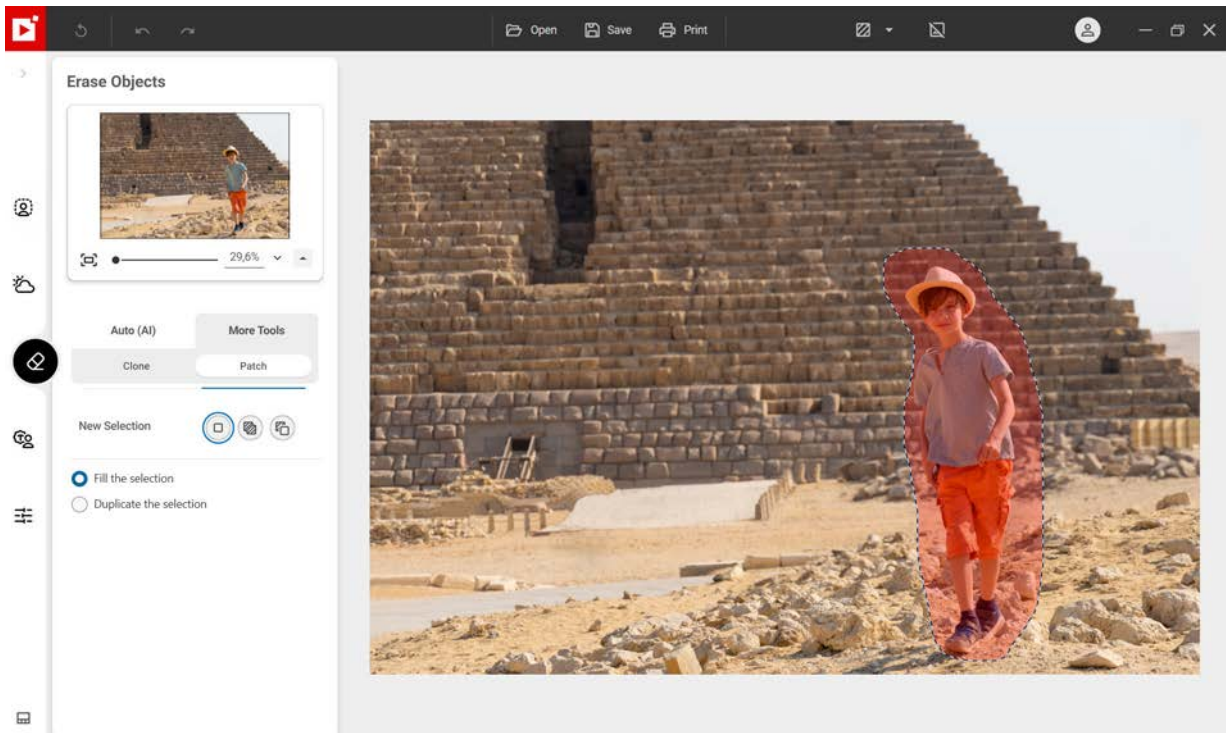 Open Save Print
Erase Objects
29,6%
Auto (AI) More Tools
Clone Patch
New Selection
Fill the selection
Duplicate the selection